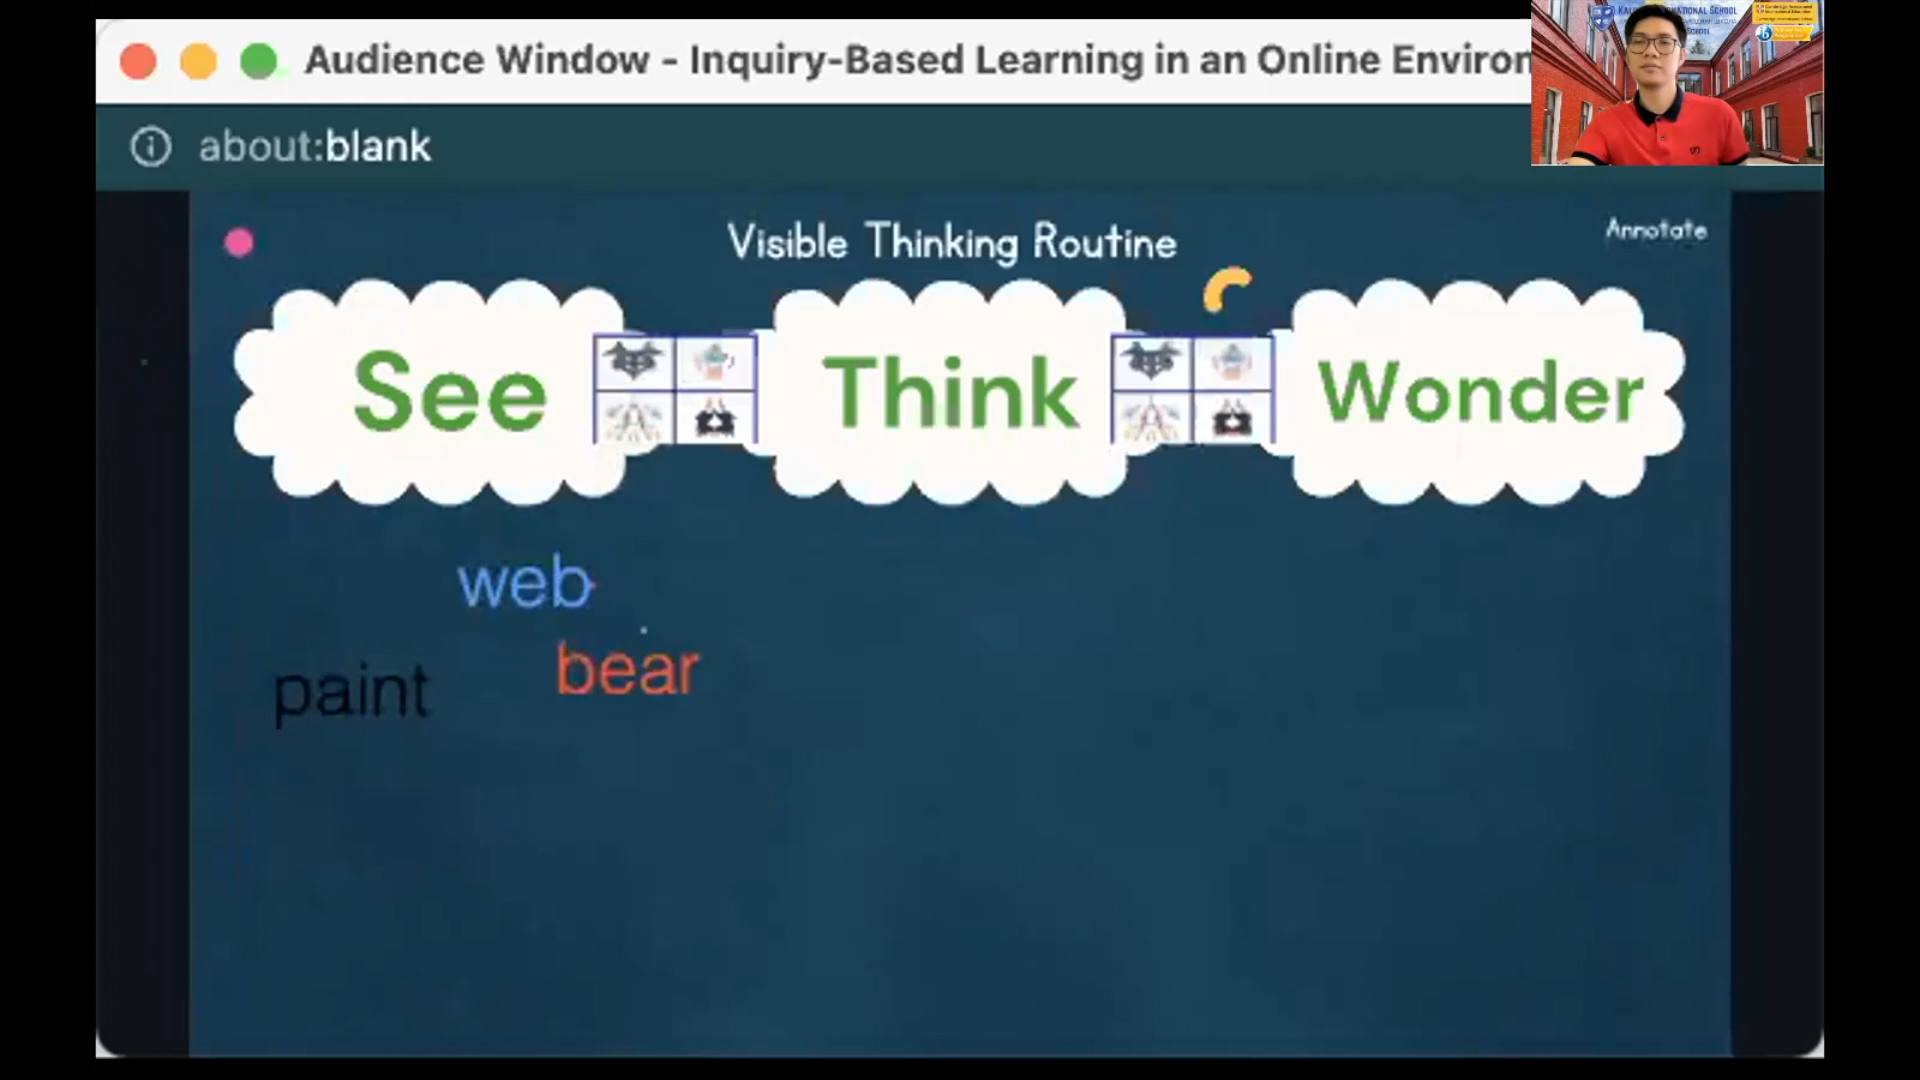 Audience Window - Inquiry-Based Learning in an Online Environ
about:blank
Visible Thinking Routine
Annotate
See
Think
Wonder
web
bear
paint